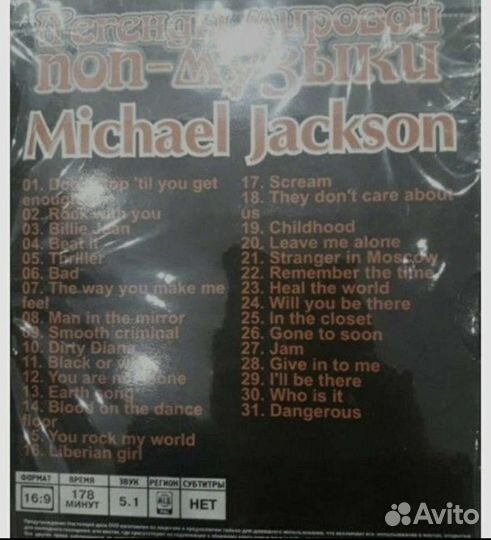 Легенды мировой
поп-музыки
Michael Jackson
01. Don't stop 'til you get
enough
02. Rock with you
03. Billie Jean
04. Beat it
05. Thriller
06. Bad
07. The way you make me
feel
08. Man in the mirror
09. Smooth criminal
10. Dirty Diana
11. Black or white
12. You are not alone
13. Earth song
14. Blood on the dance
floor
15. You rock my world
16. Liberian girl
17. Scream
18. They don't care about
us
19. Childhood
20. Leave me alone
21. Stranger in Moscow
22. Remember the time
23. Heal the world
24. Will you be there
25. In the closet
26. Gone to soon
27. Jam
28. Give in to me
29. I'll be there
30. Who is it
31. Dangerous
ФОРМАТ ВРЕМЯ ЗВУК РЕГИОН СУБТИТРЫ
16:9 178 МИНУТ 5.1 ALL НЕТ
Avito